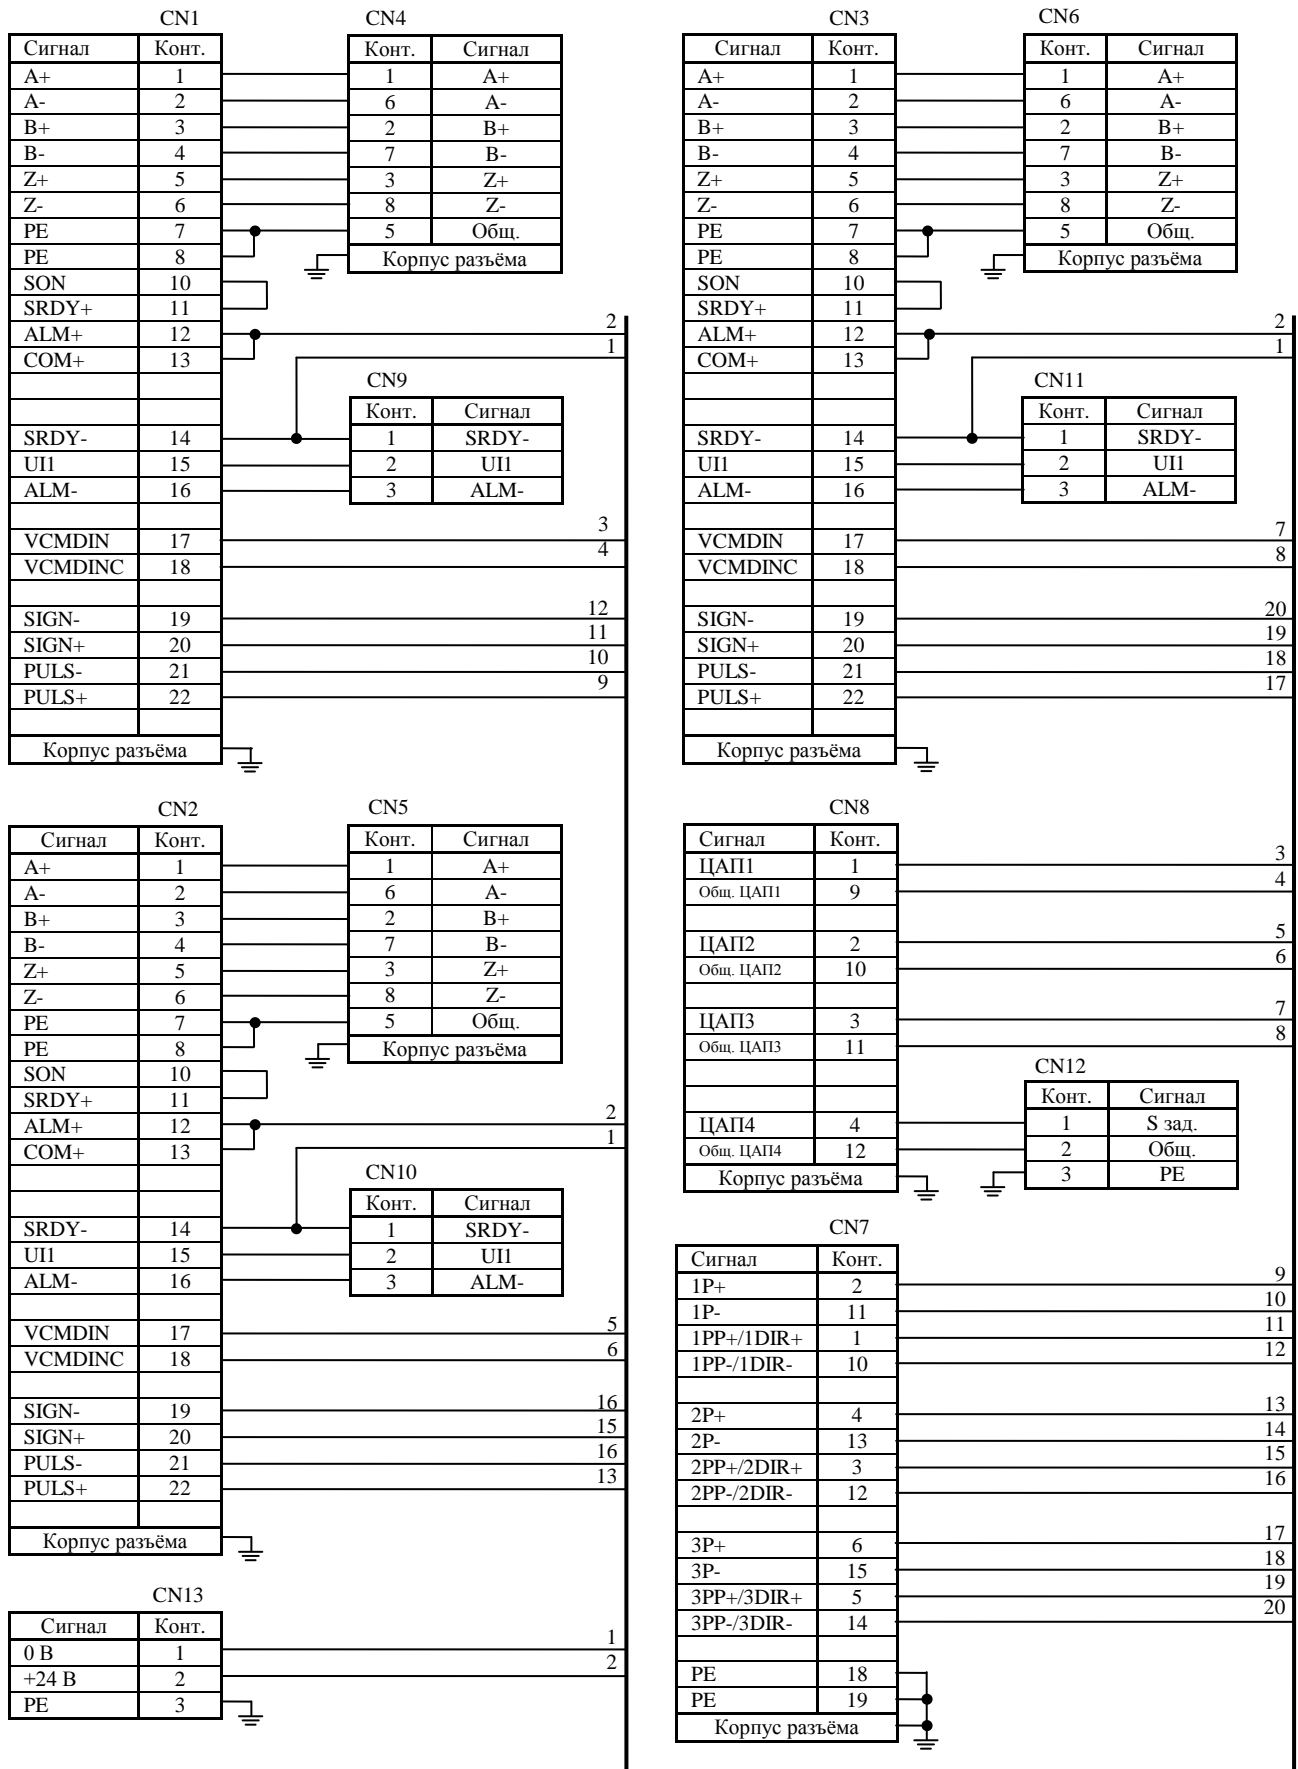 CN1
Сигнал Конт.
A+ 1
A- 2
B+ 3
B- 4
Z+ 5
Z- 6
PE 7
PE 8
SON 10
SRDY+ 11
ALM+ 12
COM+ 13
SRDY- 14
UI1 15
ALM- 16
VCMDIN 17
VCMDINC 18
SIGN- 19
SIGN+ 20
PULS- 21
PULS+ 22
Корпус разъёма
CN4
Конт. Сигнал
1 A+
6 A-
2 B+
7 B-
3 Z+
8 Z-
5 Общ.
Корпус разъёма
2
1
CN9
Конт. Сигнал
1 SRDY-
2 UI1
3 ALM-
3
4
12
11
10
9
CN2
Сигнал Конт.
A+ 1
A- 2
B+ 3
B- 4
Z+ 5
Z- 6
PE 7
PE 8
SON 10
SRDY+ 11
ALM+ 12
COM+ 13
SRDY- 14
UI1 15
ALM- 16
VCMDIN 17
VCMDINC 18
SIGN- 19
SIGN+ 20
PULS- 21
PULS+ 22
Корпус разъёма
CN5
Конт. Сигнал
1 A+
6 A-
2 B+
7 B-
3 Z+
8 Z-
5 Общ.
Корпус разъёма
2
1
CN10
Конт. Сигнал
1 SRDY-
2 UI1
3 ALM-
5
6
16
15
16
13
CN13
Сигнал Конт.
0 В 1
+24 В 2
PE 3
1
2
CN3
Сигнал Конт.
A+ 1
A- 2
B+ 3
B- 4
Z+ 5
Z- 6
PE 7
PE 8
SON 10
SRDY+ 11
ALM+ 12
COM+ 13
SRDY- 14
UI1 15
ALM- 16
VCMDIN 17
VCMDINC 18
SIGN- 19
SIGN+ 20
PULS- 21
PULS+ 22
Корпус разъёма
CN6
Конт. Сигнал
1 A+
6 A-
2 B+
7 B-
3 Z+
8 Z-
5 Общ.
Корпус разъёма
2
1
CN11
Конт. Сигнал
1 SRDY-
2 UI1
3 ALM-
7
8
20
19
18
17
CN8
Сигнал Конт.
ЦАП1 1
Общ. ЦАП1 9
ЦАП2 2
Общ. ЦАП2 10
ЦАП3 3
Общ. ЦАП3 11
ЦАП4 4
Общ. ЦАП4 12
Корпус разъёма
3
4
5
6
7
8
CN12
Конт. Сигнал
1 S зад.
2 Общ.
3 PE
CN7
Сигнал Конт.
1P+ 2
1P- 11
1PP+/1DIR+ 1
1PP-/1DIR- 10
2P+ 4
2P- 13
2PP+/2DIR+ 3
2PP-/2DIR- 12
3P+ 6
3P- 15
3PP+/3DIR+ 5
3PP-/3DIR- 14
PE 18
PE 19
Корпус разъёма
9
10
11
12
13
14
15
16
17
18
19
20